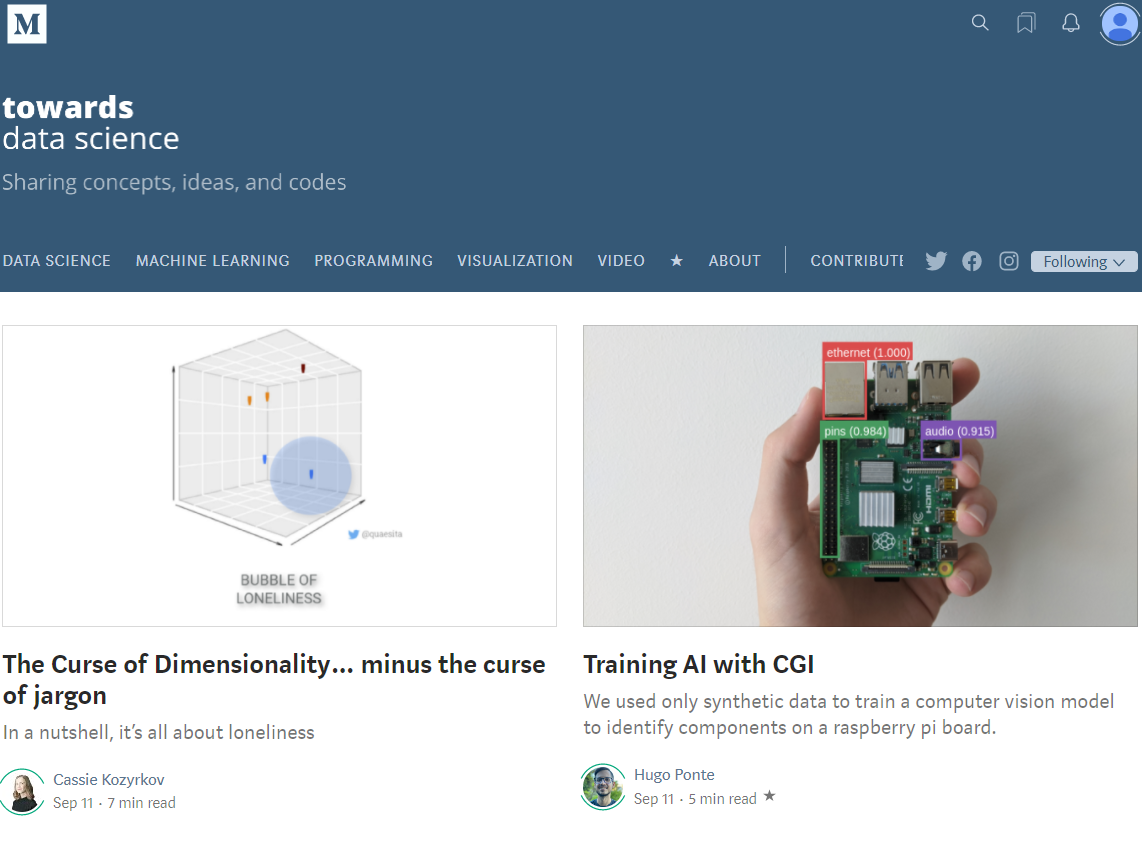 M
towards
data science
Sharing concepts, ideas, and codes
DATA SCIENCE MACHINE LEARNING PROGRAMMING VISUALIZATION VIDEO ★ ABOUT CONTRIBUTE Following
@quaesita
BUBBLE OF
LONELINESS
ethernet (1.000)
pins (0.984) audio (0.915)
HDMI
The Curse of Dimensionality... minus the curse
of jargon
In a nutshell, it's all about loneliness
Cassie Kozyrkov
Sep 11 · 7 min read
Training AI with CGI
We used only synthetic data to train a computer vision model
to identify components on a raspberry pi board.
Hugo Ponte
Sep 11 · 5 min read ★